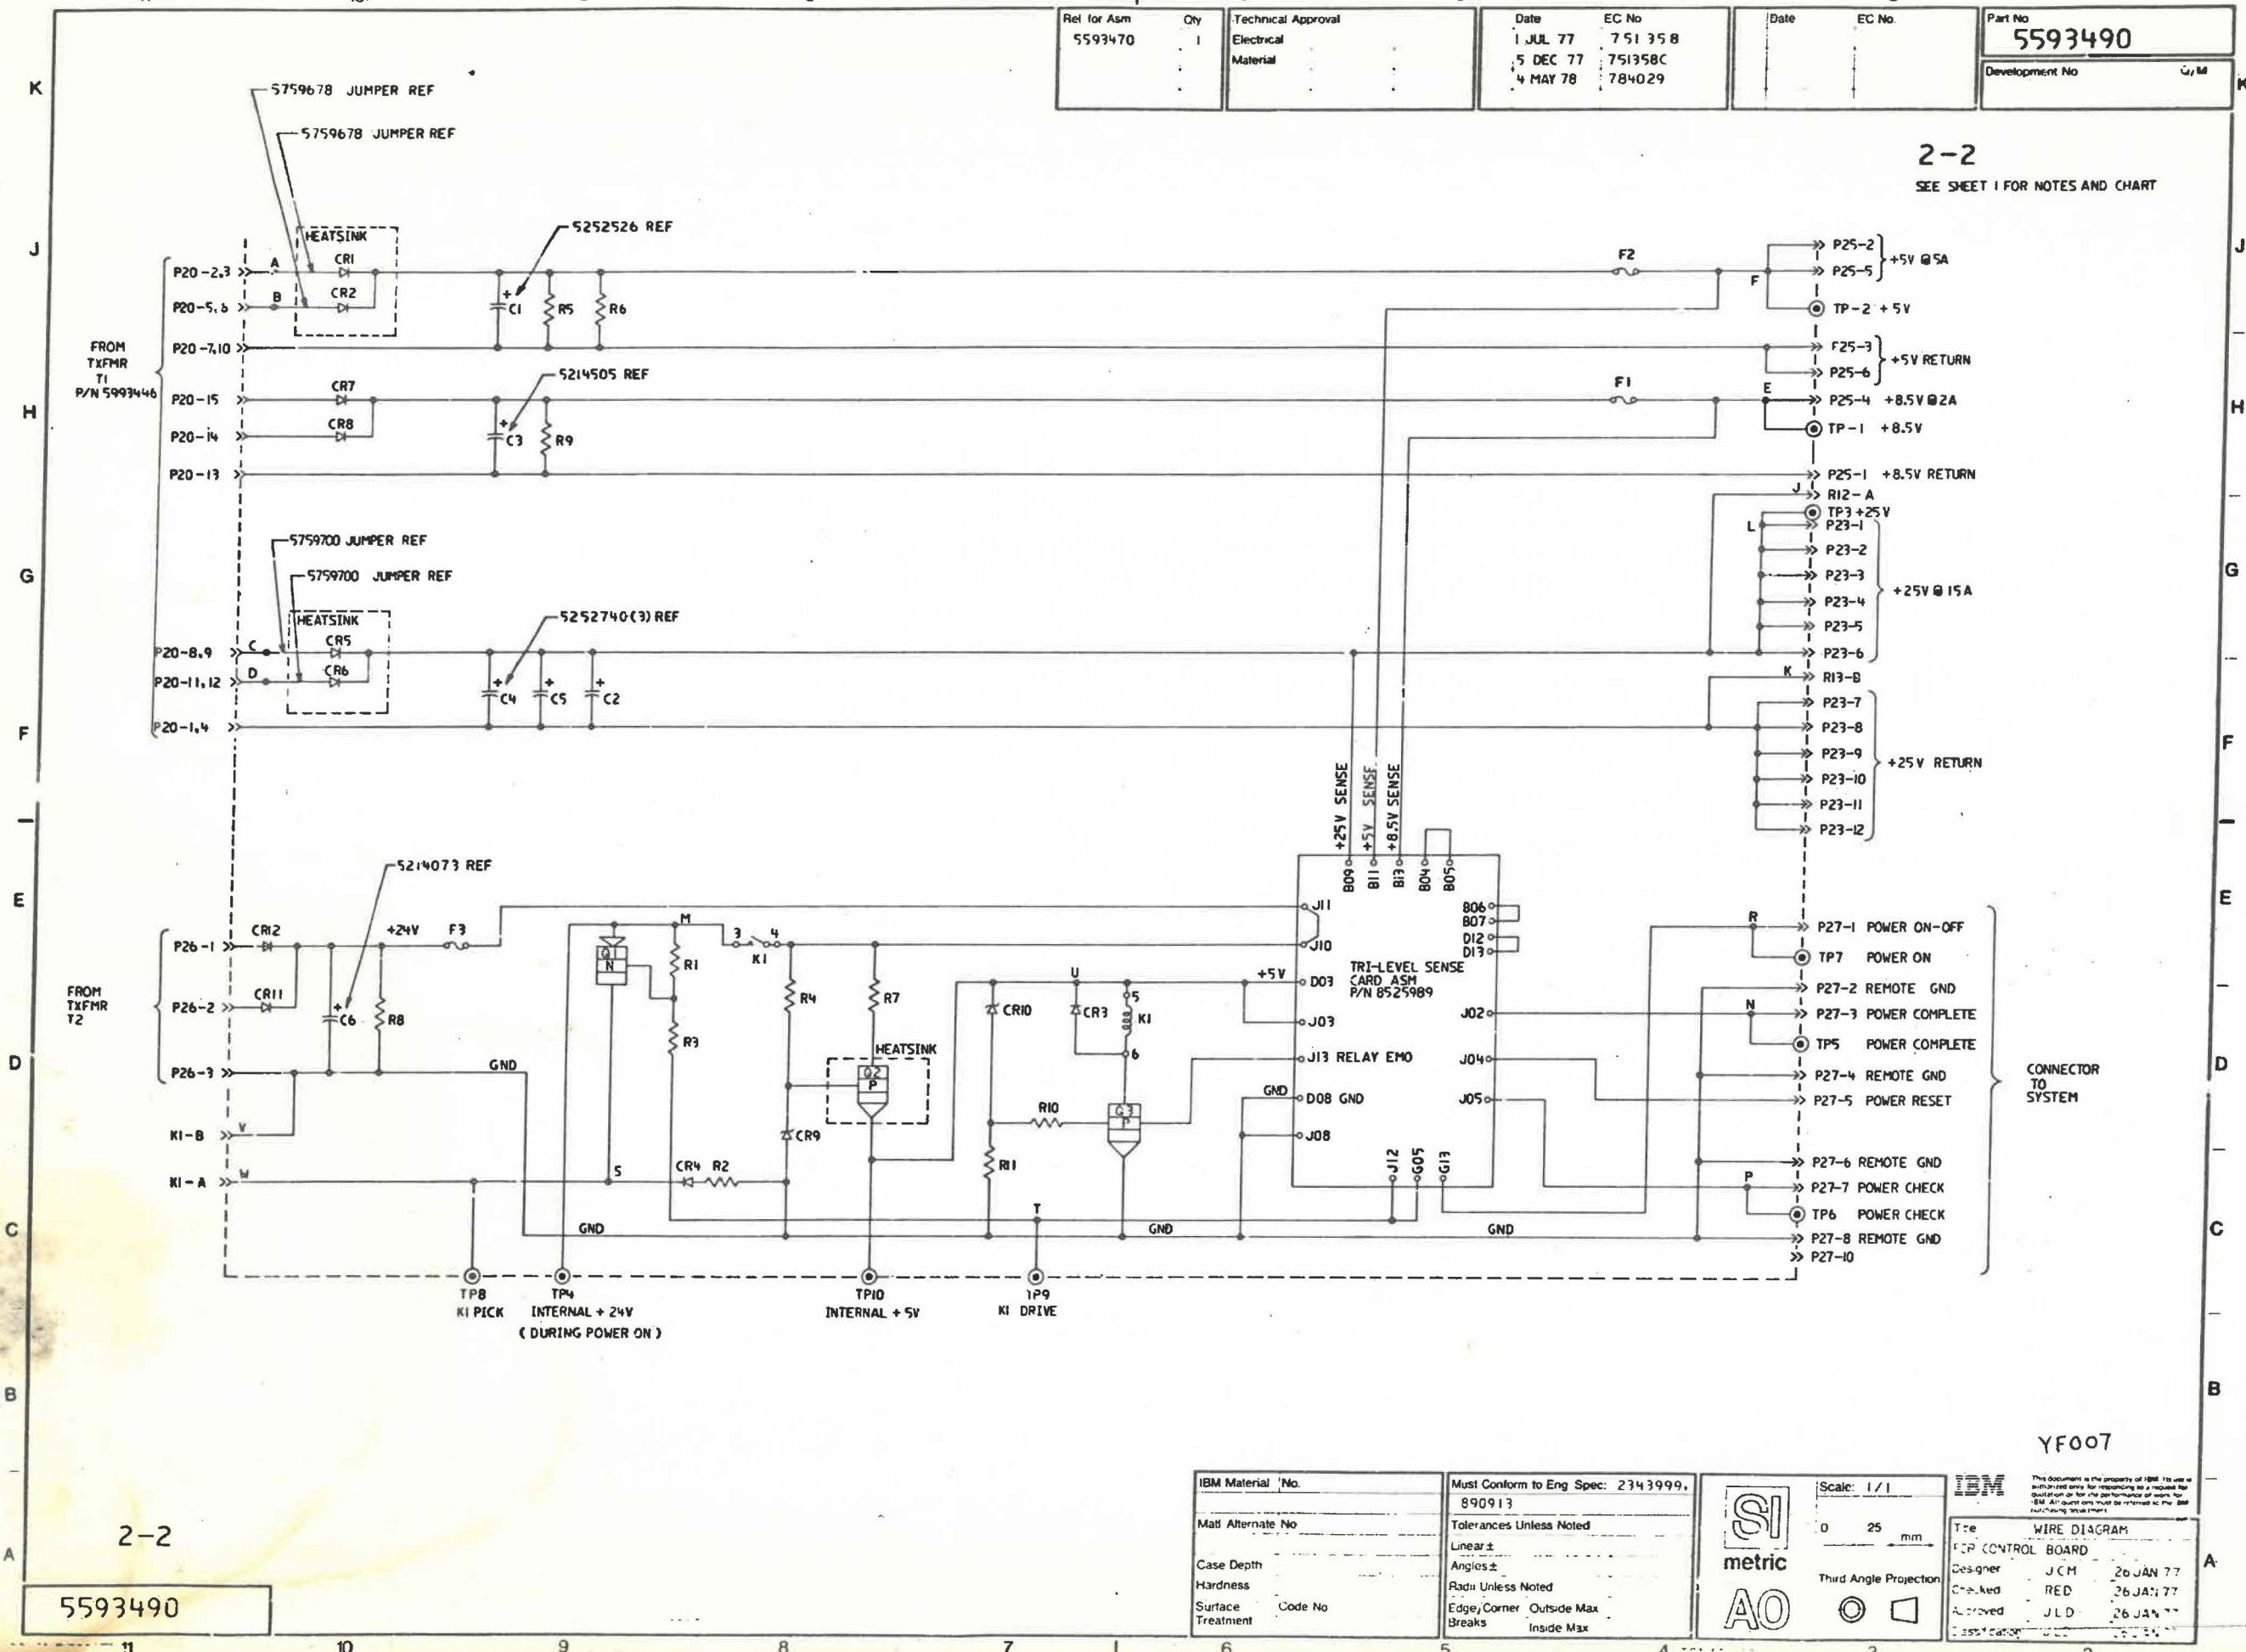 Rel for Asm Qty
5593470 1
Technical Approval
Electrical
Material
Date EC No
1 JUL 77 751358
5 DEC 77 751358C
4 MAY 78 784029
Date EC No.
Part No
5593490
Development No
K
K
5759678 JUMPER REF
5759678 JUMPER REF
2-2
SEE SHEET 1 FOR NOTES AND CHART
5252526 REF
HEATSINK
J
J
P20-2,3 A CR1
F2
P25-2
P25-5
+5V @ 5A
F
P20-5,6 B CR2
+ C1 R5 R6
TP-2 + 5V
FROM
TXFMR
T1
P/N 5993446
P20-7,10
P25-6
+5V RETURN
5214505 REF
P20-15 CR7
F1
E
P25-4 +8.5V @ 2A
H
H
P20-14 CR8
+ C3 R9
TP-1 +8.5V
P20-13
P25-1 +8.5V RETURN
J R12-A
TP3 +25V
L P23-1
P23-2
P23-3
P23-4
P23-5
P23-6
+25V @ 15A
5759700 JUMPER REF
5759700 JUMPER REF
G
G
HEATSINK
5252740(3) REF
P20-8,9 C CR5
P20-11,12 D CR6
+ C4 + C5 + C2
K R13-B
P20-1,4
F
F
P23-7
P23-8
P23-9
P23-10
P23-11
P23-12
+25V RETURN
+25V SENSE
+5V SENSE
+8.5V SENSE
B09 B11 B13 B04 B05
5214073 REF
E
E
J11
J10
B06
B07
D12
D13
P26-1 CR12 +24V F3
M
3 4
K1
Q1
N
R1
R4
R7
TRI-LEVEL SENSE
CARD ASM
P/N 8525989
+5V D03
J03
U
CR10 CR3 5 K1 6
FROM
TXFMR
T2
P26-2 CR11
+ C6 R8
R3
HEATSINK
Q2
P
J13 RELAY EMO
J02
J04
J05
D
D
P26-3 GND
GND D08 GND
J08
R10
Q3
P
K1-B V
CR9
R11
K1-A W
S
CR4 R2
J12 G05 G13
T
GND
GND
GND
R P27-1 POWER ON-OFF
TP7 POWER ON
P27-2 REMOTE GND
N P27-3 POWER COMPLETE
TP5 POWER COMPLETE
P27-4 REMOTE GND
P27-5 POWER RESET
P27-6 REMOTE GND
P P27-7 POWER CHECK
TP6 POWER CHECK
P27-8 REMOTE GND
P27-10
CONNECTOR
TO
SYSTEM
C
C
TP8
K1 PICK
TP4
INTERNAL + 24V
( DURING POWER ON )
TP10
INTERNAL + 5V
TP9
K1 DRIVE
B
B
YF007
2-2
A
A
5593490
IBM Material No.
Matl Alternate No
Case Depth
Hardness
Surface
Treatment
Code No
Must Conform to Eng Spec: 2343999,
890913
Tolerances Unless Noted
Linear ±
Angles ±
Radii Unless Noted
Edge/Corner Outside Max
Breaks Inside Max
SI
metric
AO
Scale: 1/1
0 25 mm
Third Angle Projection
IBM
WIRE DIAGRAM
CONTROL BOARD
Designer JCM 26 JAN 77
Checked RED 26 JAN 77
Approved JLD
11 10 9 8 7 6 5